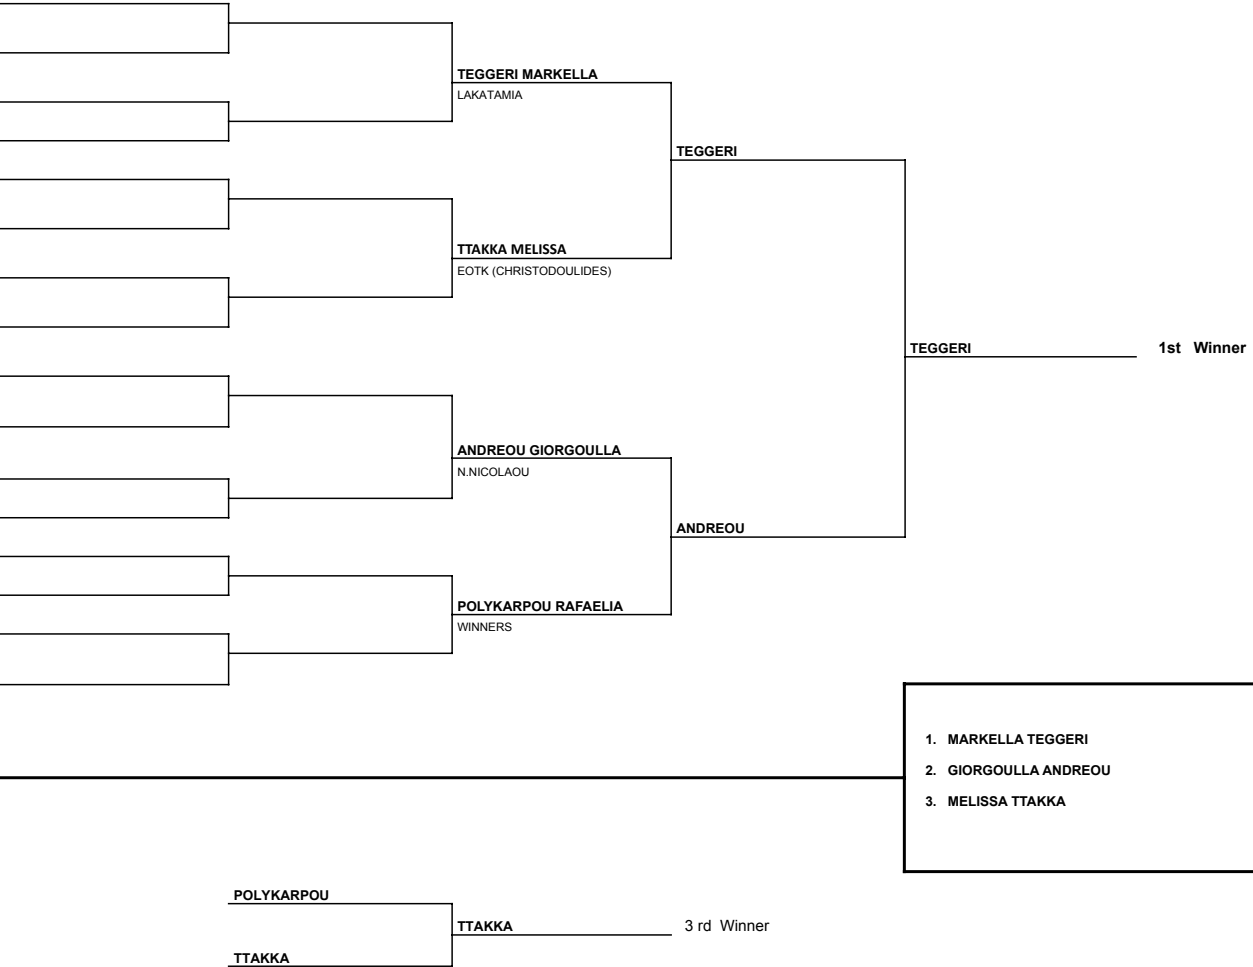 TEGGERI MARKELLA
LAKATAMIA
TEGGERI
TTAKKA MELISSA
EOTK (CHRISTODOULIDES)
TEGGERI
1st Winner
ANDREOU GIORGOULLA
N.NICOLAOU
ANDREOU
POLYKARPOU RAFAELIA
WINNERS
1. MARKELLA TEGGERI
2. GIORGOULLA ANDREOU
3. MELISSA TTAKKA
POLYKARPOU
TTAKKA
3 rd Winner
TTAKKA